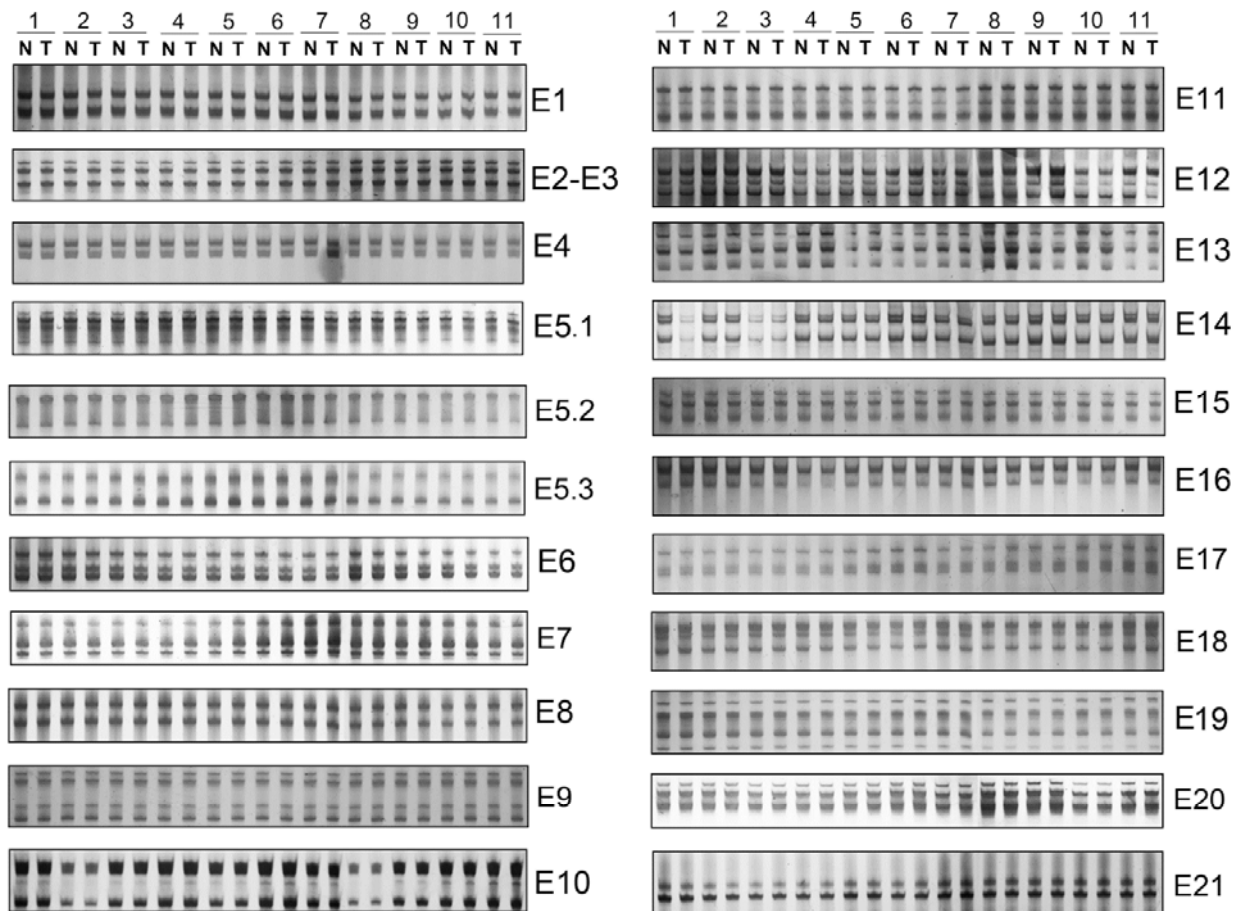 1 2 3 4 5 6 7 8 9 10 11
N T N T N T N T N T N T N T N T N T N T N T
E1
E2-E3
E4
E5.1
E5.2
E5.3
E6
E7
E8
E9
E10
1 2 3 4 5 6 7 8 9 10 11
N T N T N T N T N T N T N T N T N T N T N T
E11
E12
E13
E14
E15
E16
E17
E18
E19
E20
E21